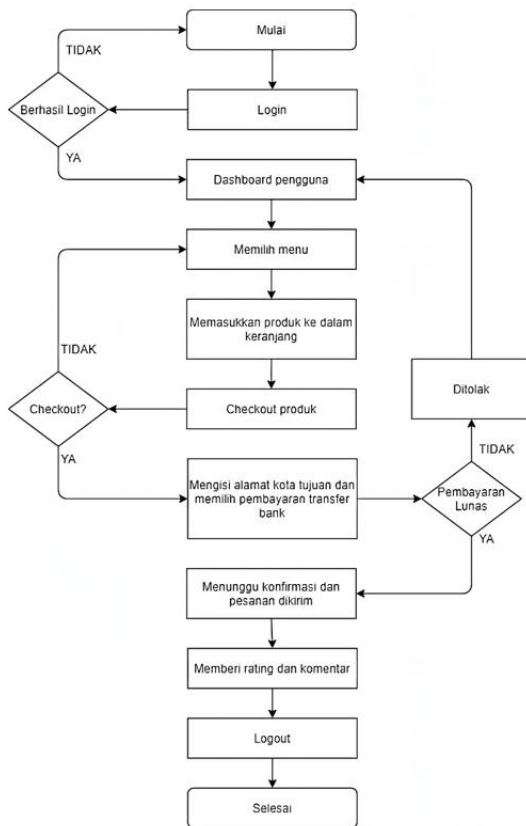 Mulai
TIDAK
Berhasil Login
Login
YA
Dashboard pengguna
Memilih menu
Memasukkan produk ke dalam
keranjang
TIDAK
Checkout?
Checkout produk
Ditolak
YA
TIDAK
Mengisi alamat kota tujuan dan
memilih pembayaran transfer
bank
Pembayaran
Lunas
YA
Menunggu konfirmasi dan
pesanan dikirim
Memberi rating dan komentar
Logout
Selesai